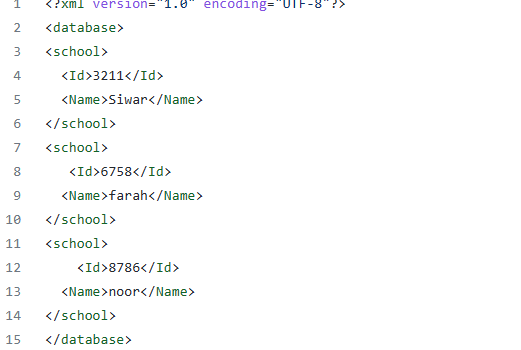 1 <?xml version="1.0" encoding="UTF-8"?>
2 <database>
3 <school>
4 <Id>3211</Id>
5 <Name>Siwar</Name>
6 </school>
7 <school>
8 <Id>6758</Id>
9 <Name>farah</Name>
10 </school>
11 <school>
12 <Id>8786</Id>
13 <Name>noor</Name>
14 </school>
15 </database>